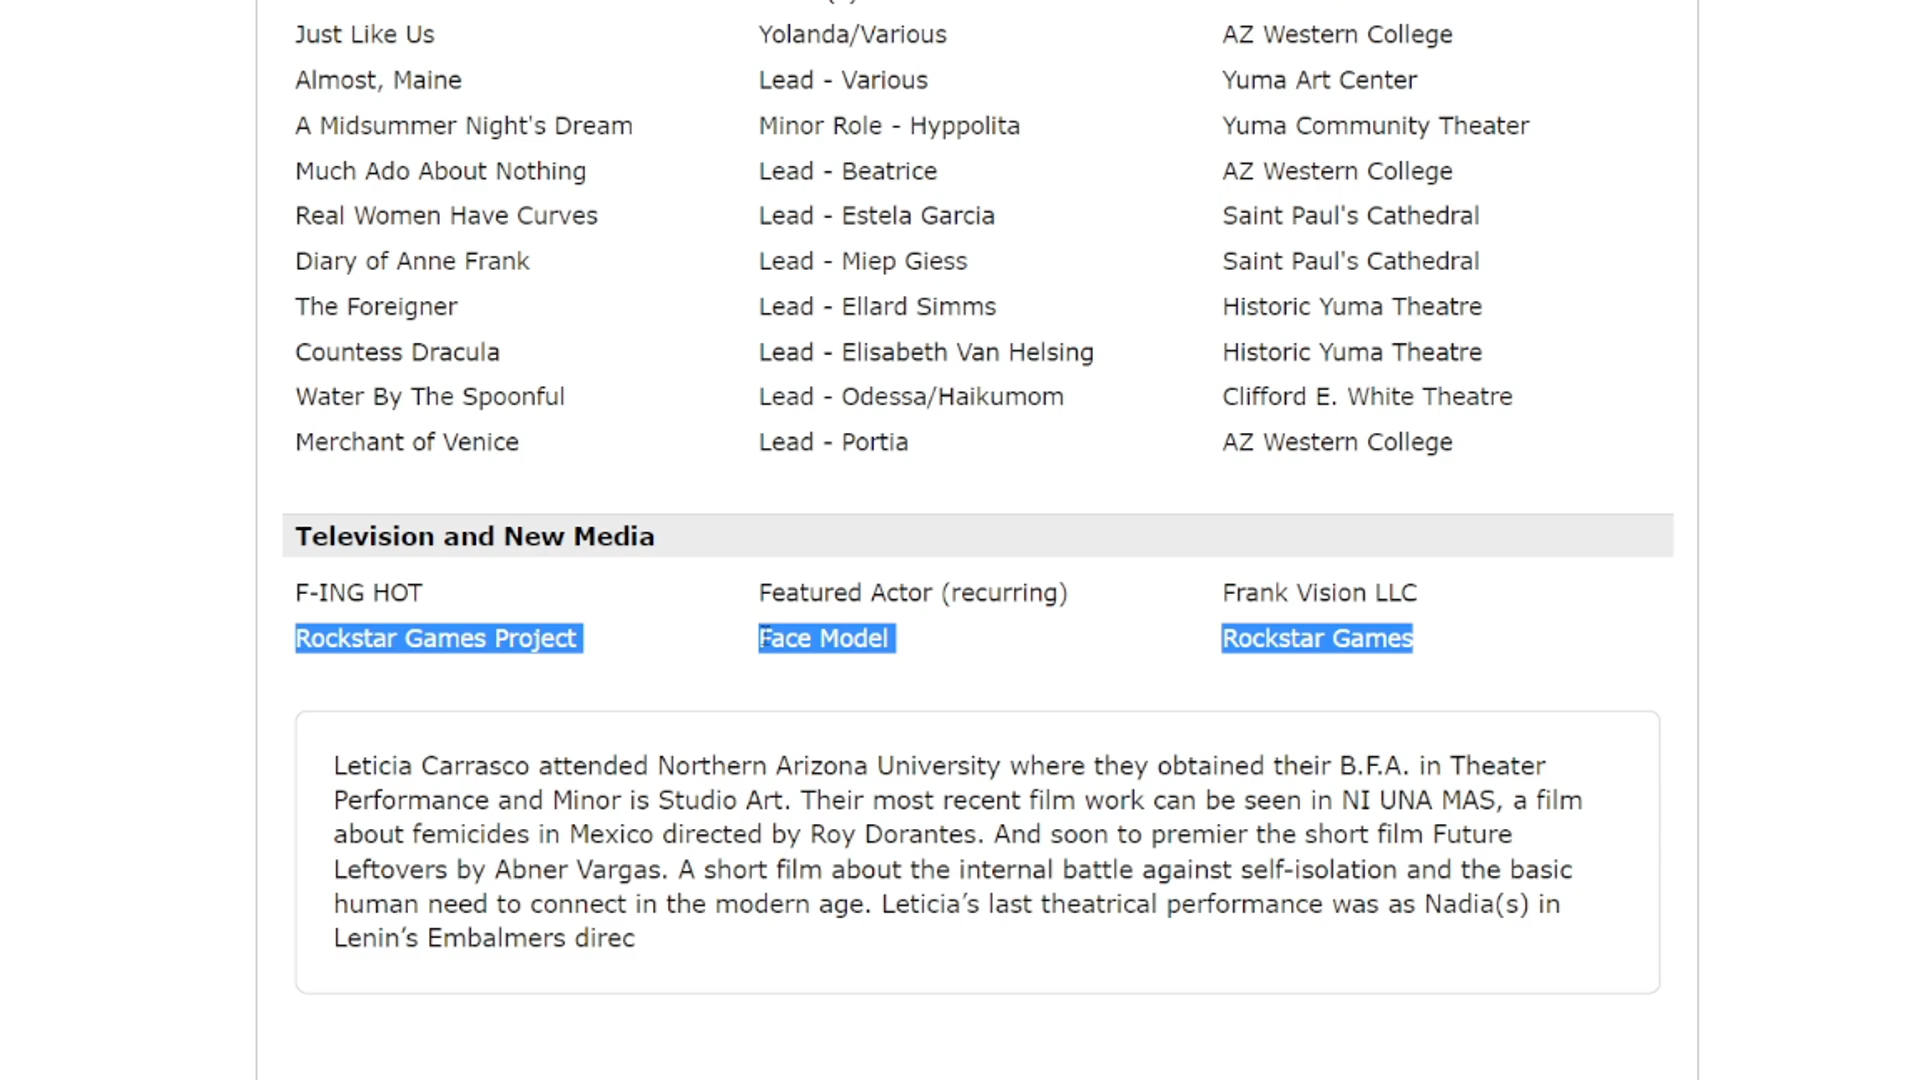 Just Like Us Yolanda/Various AZ Western College
Almost, Maine Lead - Various Yuma Art Center
A Midsummer Night's Dream Minor Role - Hyppolita Yuma Community Theater
Much Ado About Nothing Lead - Beatrice AZ Western College
Real Women Have Curves Lead - Estela Garcia Saint Paul's Cathedral
Diary of Anne Frank Lead - Miep Giess Saint Paul's Cathedral
The Foreigner Lead - Ellard Simms Historic Yuma Theatre
Countess Dracula Lead - Elisabeth Van Helsing Historic Yuma Theatre
Water By The Spoonful Lead - Odessa/Haikumom Clifford E. White Theatre
Merchant of Venice Lead - Portia AZ Western College
Television and New Media
F-ING HOT Featured Actor (recurring) Frank Vision LLC
Rockstar Games Project Face Model Rockstar Games
Leticia Carrasco attended Northern Arizona University where they obtained their B.F.A. in Theater
Performance and Minor is Studio Art. Their most recent film work can be seen in NI UNA MAS, a film
about femicides in Mexico directed by Roy Dorantes. And soon to premier the short film Future
Leftovers by Abner Vargas. A short film about the internal battle against self-isolation and the basic
human need to connect in the modern age. Leticia’s last theatrical performance was as Nadia(s) in
Lenin’s Embalmers direc